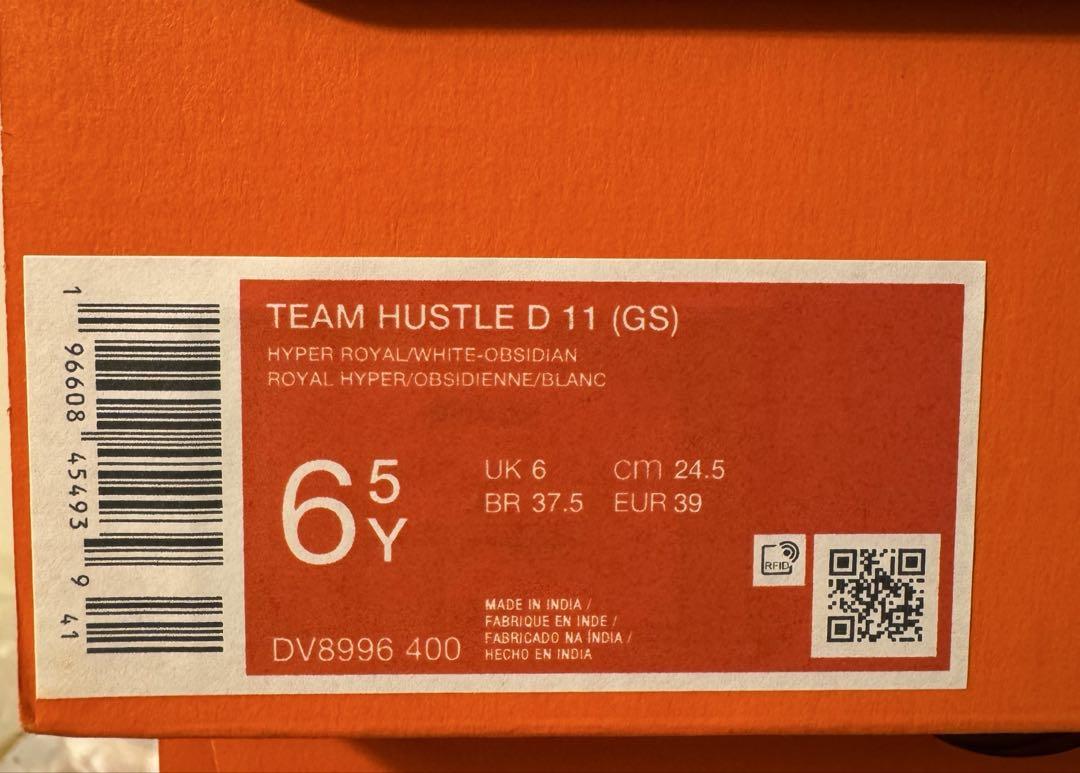 TEAM HUSTLE D 11 (GS)
HYPER ROYAL/WHITE-OBSIDIAN
ROYAL HYPER/OBSIDIENNE/BLANC
6 5 Y
UK 6 cm 24.5
BR 37.5 EUR 39
RFID
MADE IN INDIA /
FABRIQUE EN INDE /
FABRICADO NA ÍNDIA /
HECHO EN INDIA
DV8996 400
1 96608 45493 9 41